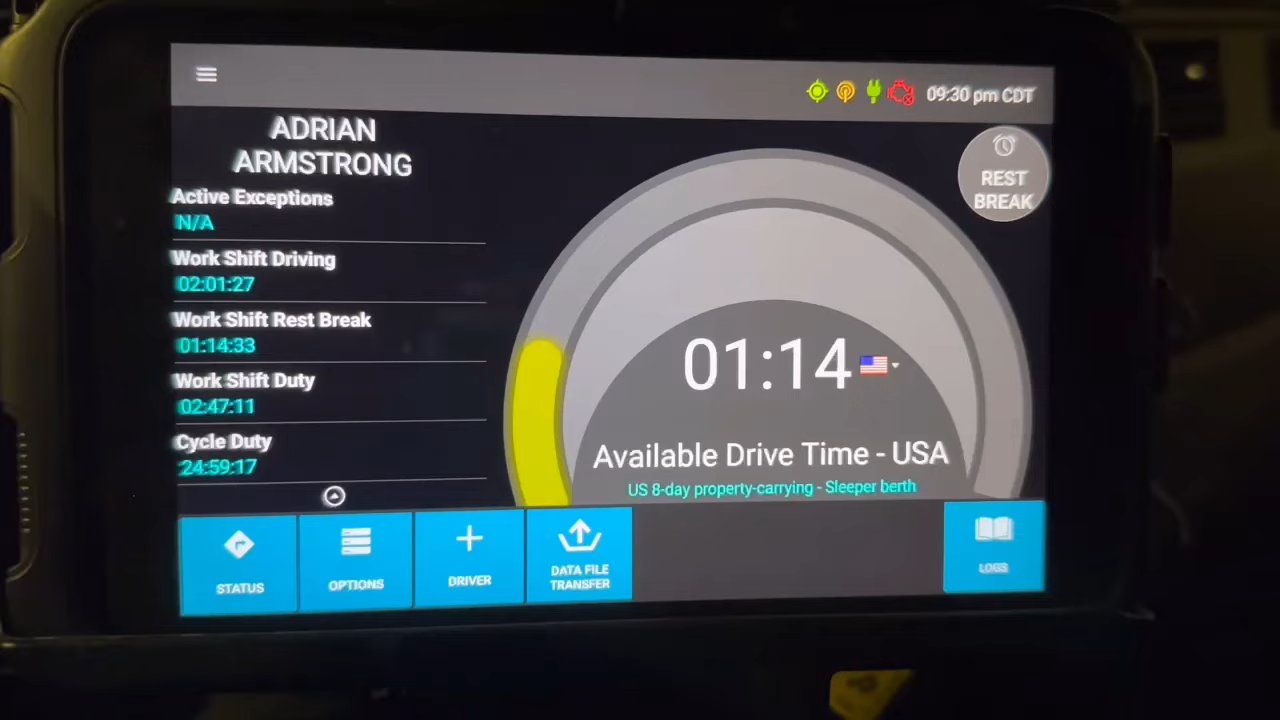 09:30 pm CDT
ADRIAN
ARMSTRONG
Active Exceptions
N/A
Work Shift Driving
02:01:27
Work Shift Rest Break
01:14:33
Work Shift Duty
02:47:11
Cycle Duty
24:59:17
REST
BREAK
01:14
Available Drive Time - USA
US 8-day property-carrying - Sleeper berth
STATUS
OPTIONS
DRIVER
DATA FILE
TRANSFER
LOGS